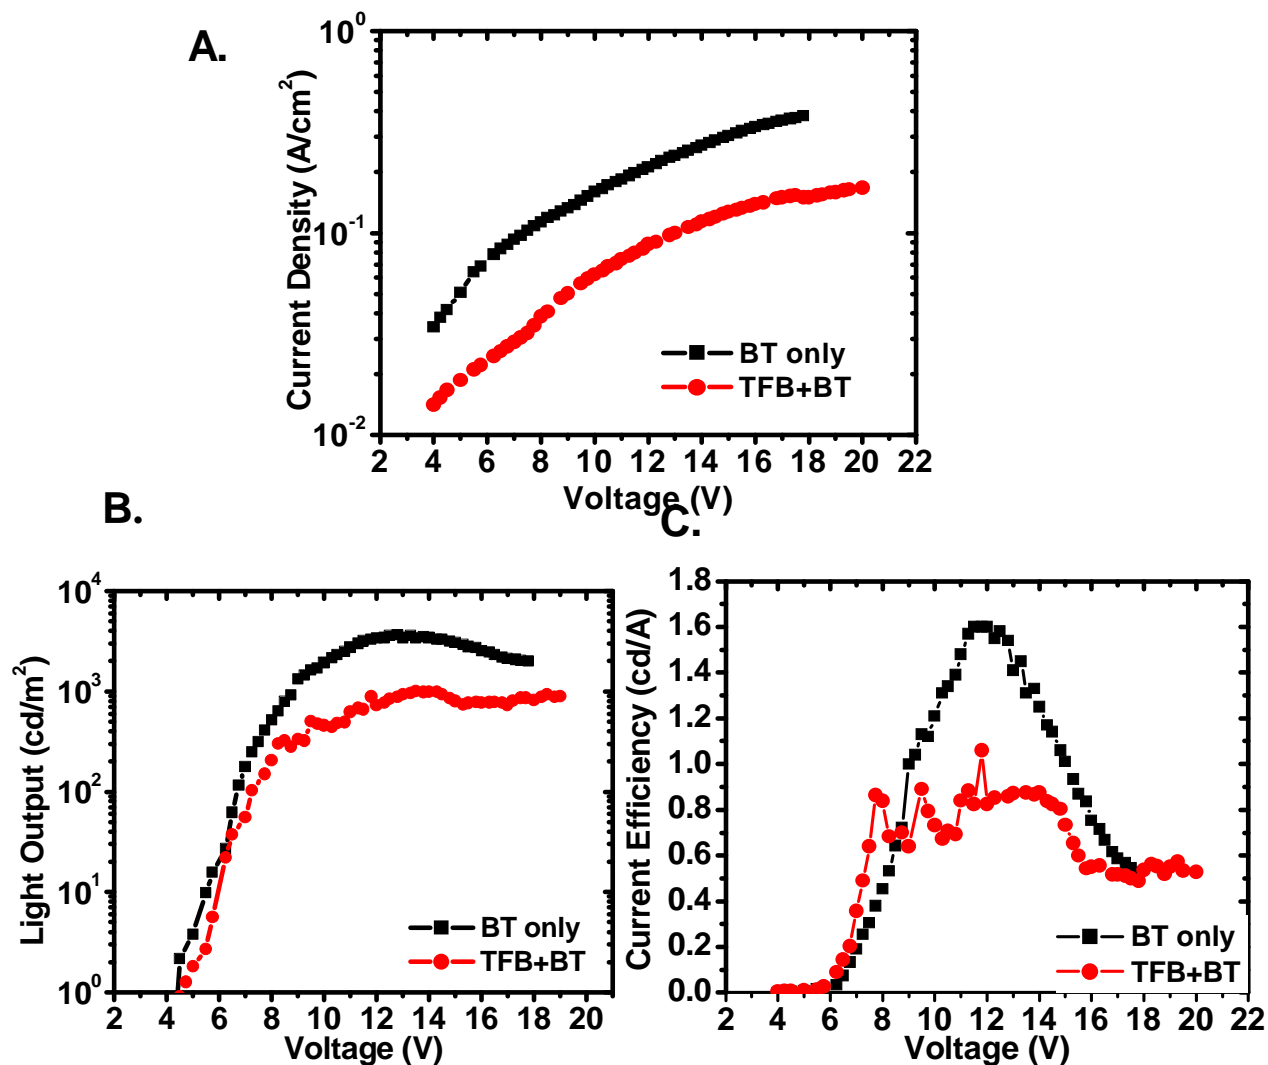 A.
10^0
10^-1
10^-2
Current Density (A/cm^2)
BT only
TFB+BT
2 4 6 8 10 12 14 16 18 20 22
Voltage (V)
B.
10^4
10^3
10^2
10^1
10^0
Light Output (cd/m^2)
BT only
TFB+BT
2 4 6 8 10 12 14 16 18 20
Voltage (V)
C.
1.8
1.6
1.4
1.2
1.0
0.8
0.6
0.4
0.2
0.0
Current Efficiency (cd/A)
BT only
TFB+BT
2 4 6 8 10 12 14 16 18 20 22
Voltage (V)